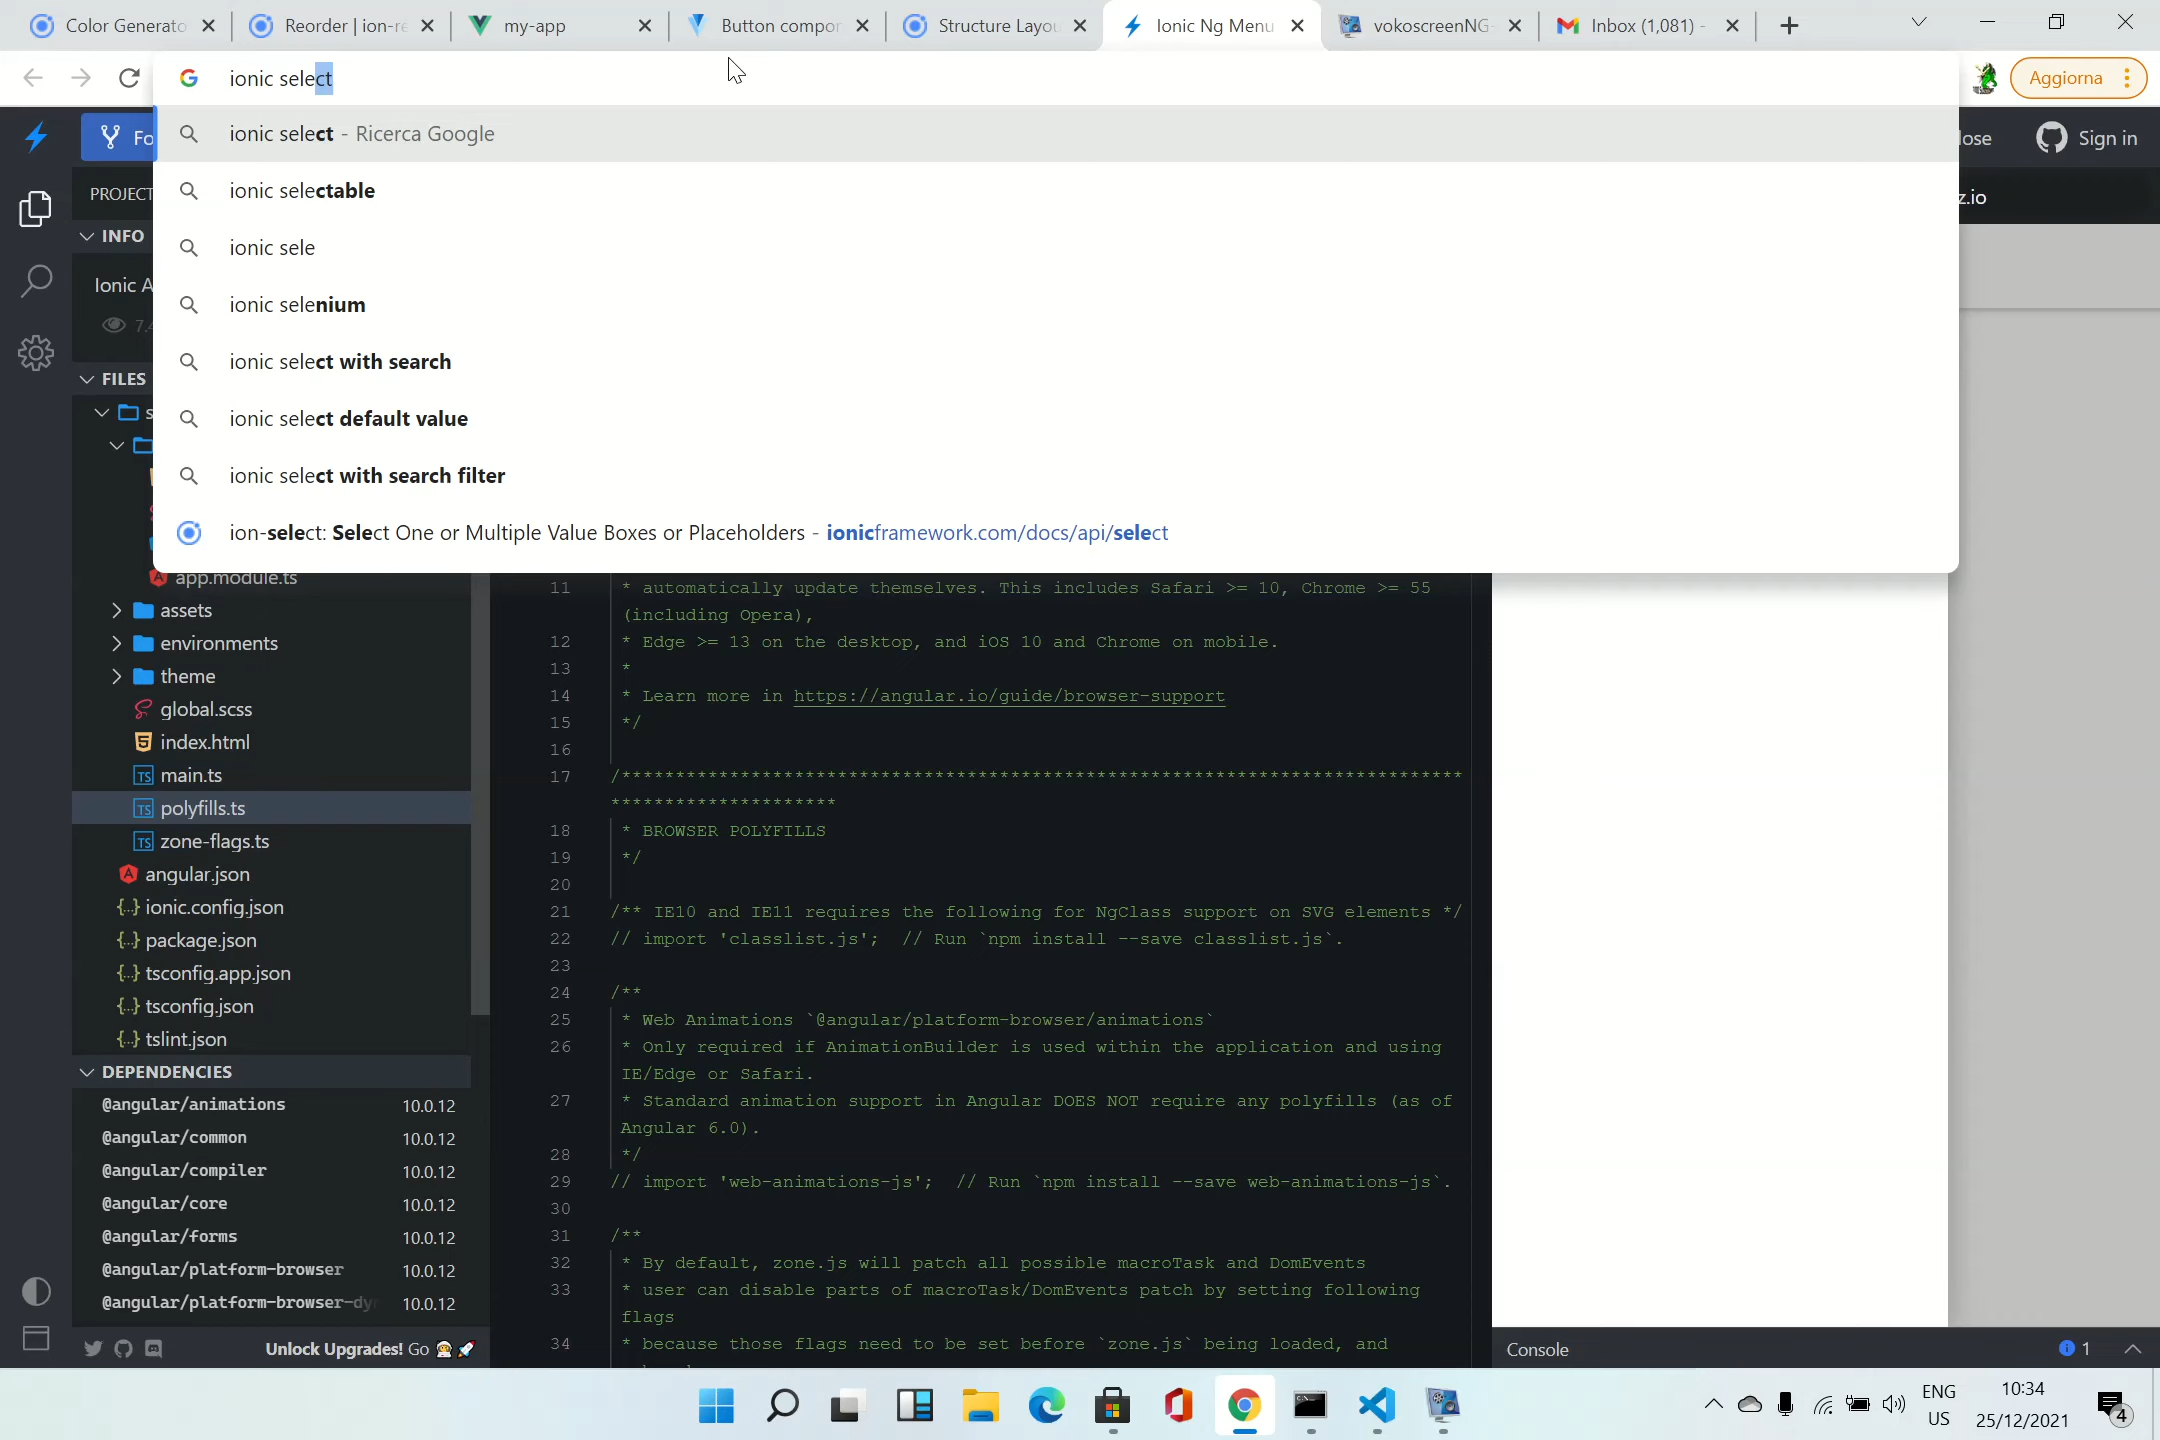 Color Generato
Reorder | ion-re
my-app
Button compon
Structure Layou
Ionic Ng Menu
vokoscreenNG
Inbox (1,081) -
ionic select
Aggiorna
ionic select - Ricerca Google
ionic selectable
ionic sele
ionic selenium
ionic select with search
ionic select default value
ionic select with search filter
ion-select: Select One or Multiple Value Boxes or Placeholders - ionicframework.com/docs/api/select
Fo
lose
Sign in
PROJECT
z.io
INFO
Ionic A
7.4
FILES
s
app.module.ts
assets
environments
theme
global.scss
index.html
main.ts
polyfills.ts
zone-flags.ts
angular.json
ionic.config.json
package.json
tsconfig.app.json
tsconfig.json
tslint.json
DEPENDENCIES
@angular/animations 10.0.12
@angular/common 10.0.12
@angular/compiler 10.0.12
@angular/core 10.0.12
@angular/forms 10.0.12
@angular/platform-browser 10.0.12
@angular/platform-browser-dy 10.0.12
Unlock Upgrades! Go
11 * automatically update themselves. This includes Safari >= 10, Chrome >= 55
(including Opera),
12 * Edge >= 13 on the desktop, and iOS 10 and Chrome on mobile.
13 *
14 * Learn more in https://angular.io/guide/browser-support
15 */
16
17 /******************************************************************************
*********************
18 * BROWSER POLYFILLS
19 */
20
21 /** IE10 and IE11 requires the following for NgClass support on SVG elements */
22 // import 'classlist.js';  // Run `npm install --save classlist.js`.
23
24 /**
25 * Web Animations `@angular/platform-browser/animations`
26 * Only required if AnimationBuilder is used within the application and using
IE/Edge or Safari.
27 * Standard animation support in Angular DOES NOT require any polyfills (as of
Angular 6.0).
28 */
29 // import 'web-animations-js';  // Run `npm install --save web-animations-js`.
30
31 /**
32 * By default, zone.js will patch all possible macroTask and DomEvents
33 * user can disable parts of macroTask/DomEvents patch by setting following
flags
34 * because those flags need to be set before `zone.js` being loaded, and
Console
1
ENG
US
10:34
25/12/2021
4